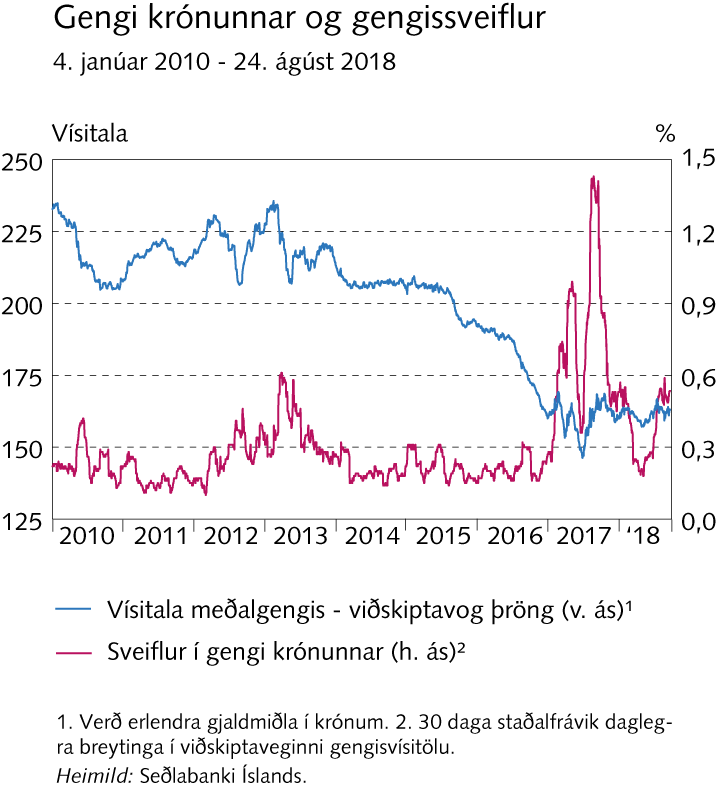 Gengi krónunnar og gengissveiflur
4. janúar 2010 - 24. ágúst 2018
Vísitala %
250 1,5
225 1,2
200 0,9
175 0,6
150 0,3
125 0,0
2010 2011 2012 2013 2014 2015 2016 2017 ‘18
Vísitala meðalgengis - viðskiptavog þröng (v. ás)¹
Sveiflur í gengi krónunnar (h. ás)²
1. Verð erlendra gjaldmiðla í krónum. 2. 30 daga staðalfrávik dagleg-
ra breytinga í viðskiptaveginni gengisvísitölu.
Heimild: Seðlabanki Íslands.